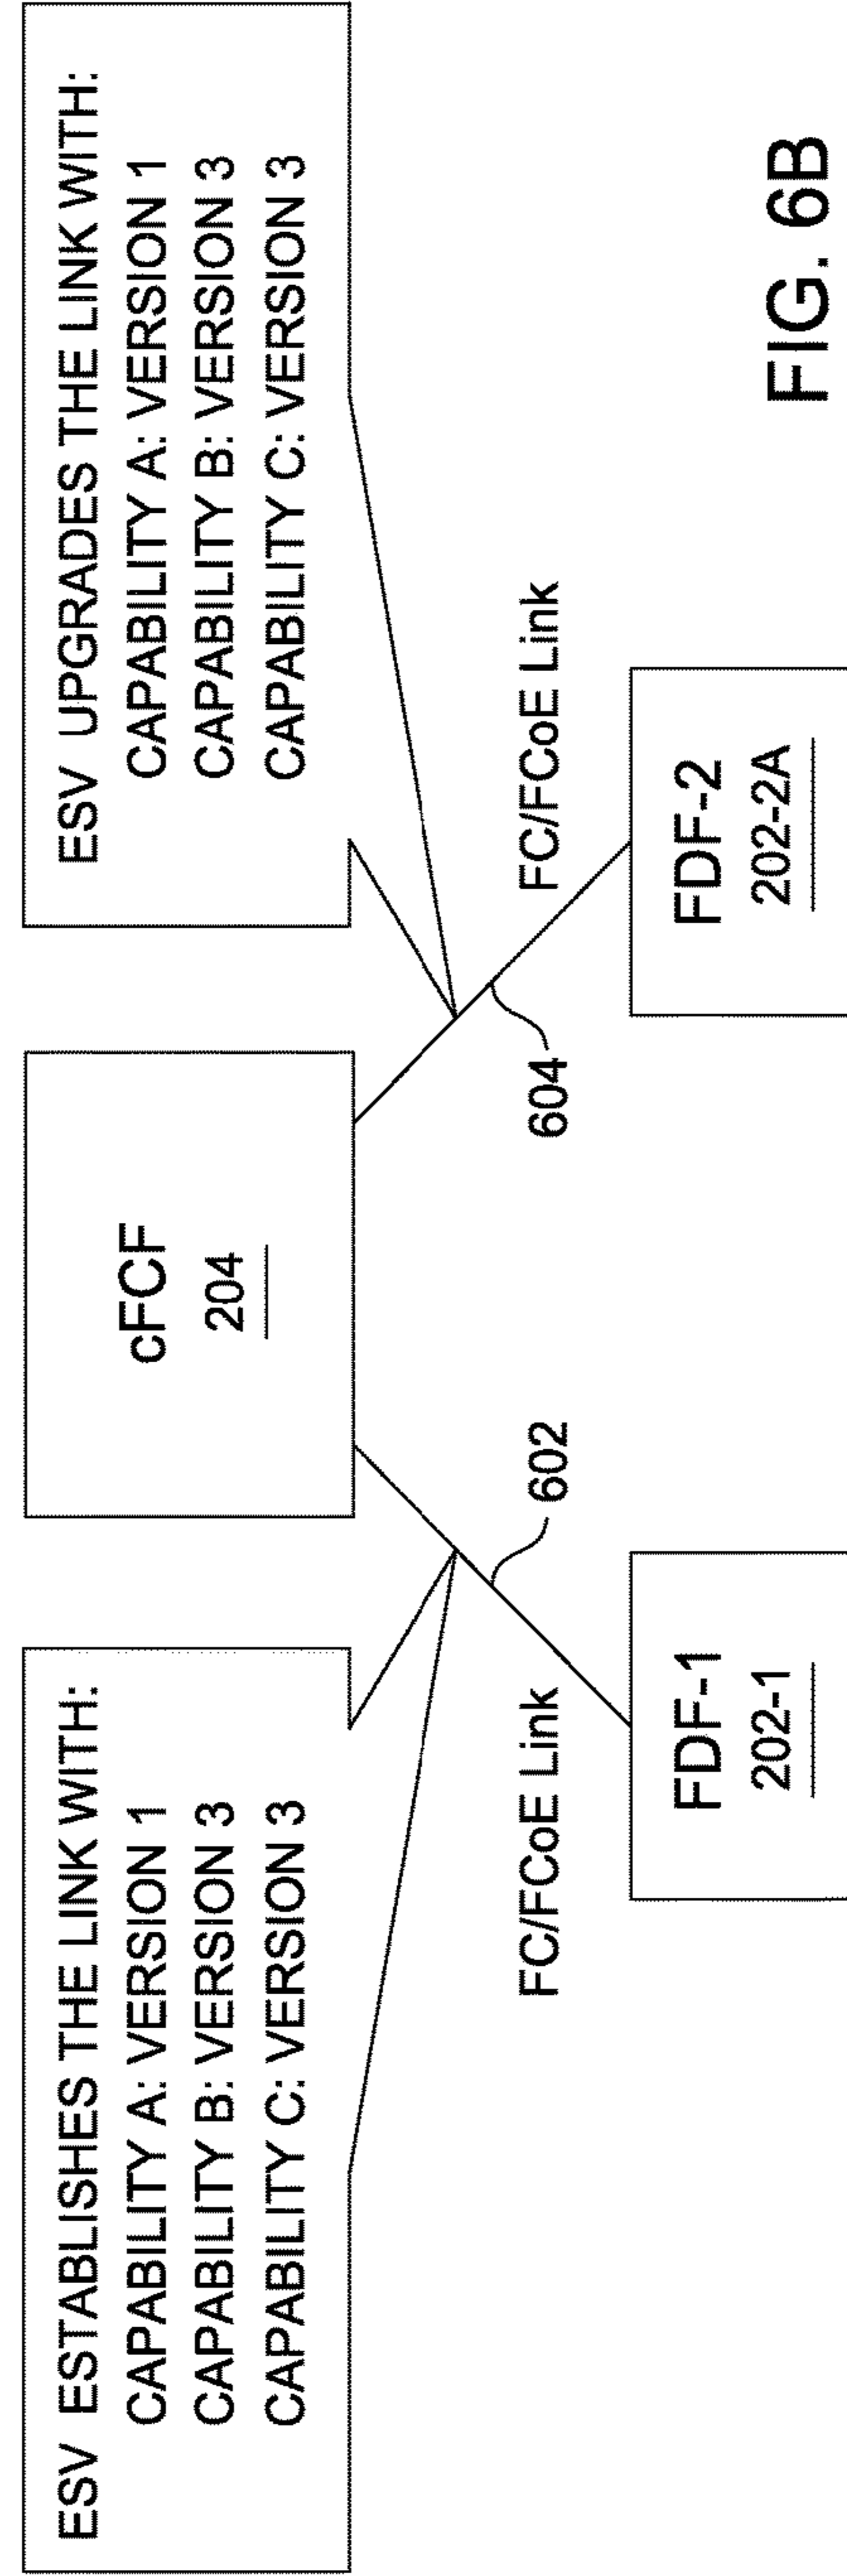 ESV ESTABLISHES THE LINK WITH:
CAPABILITY A: VERSION 1
CAPABILITY B: VERSION 3
CAPABILITY C: VERSION 3
cFCF
204
ESV UPGRADES THE LINK WITH:
CAPABILITY A: VERSION 1
CAPABILITY B: VERSION 3
CAPABILITY C: VERSION 3
FC/FCoE Link
602
604
FC/FCoE Link
FDF-1
202-1
FDF-2
202-2A
FIG. 6B